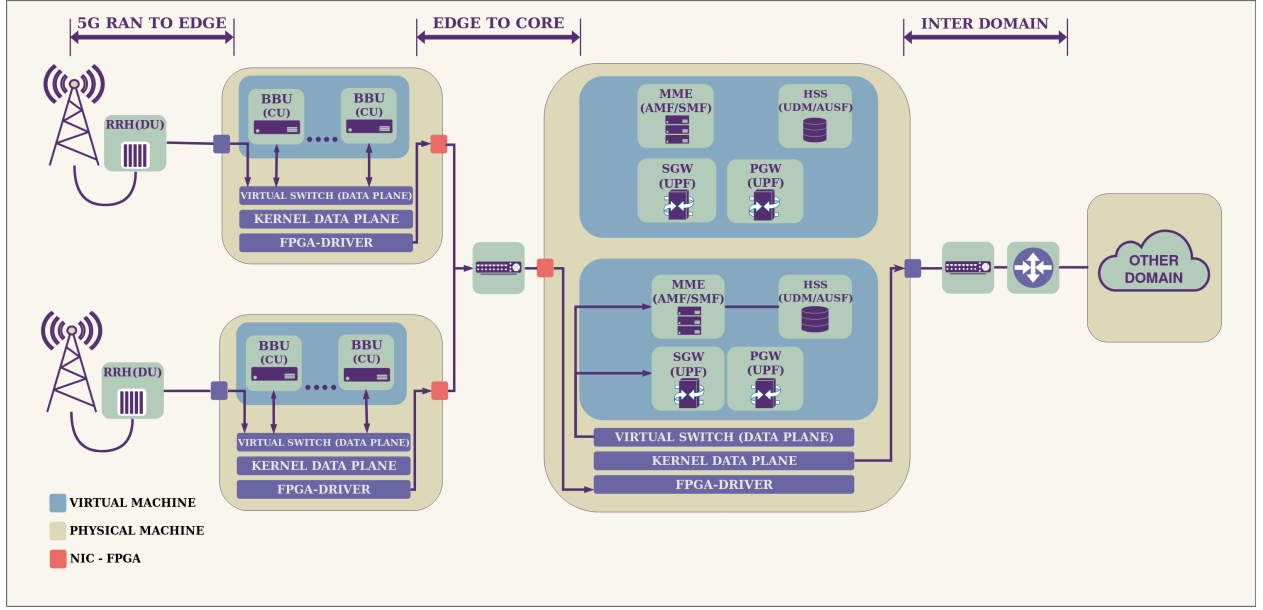 5G RAN TO EDGE
EDGE TO CORE
INTER DOMAIN
RRH(DU)
BBU
(CU)
BBU
(CU)
VIRTUAL SWITCH (DATA PLANE)
KERNEL DATA PLANE
FPGA-DRIVER
RRH(DU)
BBU
(CU)
BBU
(CU)
VIRTUAL SWITCH (DATA PLANE)
KERNEL DATA PLANE
FPGA-DRIVER
MME
(AMF/SMF)
HSS
(UDM/AUSF)
SGW
(UPF)
PGW
(UPF)
MME
(AMF/SMF)
HSS
(UDM/AUSF)
SGW
(UPF)
PGW
(UPF)
VIRTUAL SWITCH (DATA PLANE)
KERNEL DATA PLANE
FPGA-DRIVER
OTHER
DOMAIN
VIRTUAL MACHINE
PHYSICAL MACHINE
NIC - FPGA